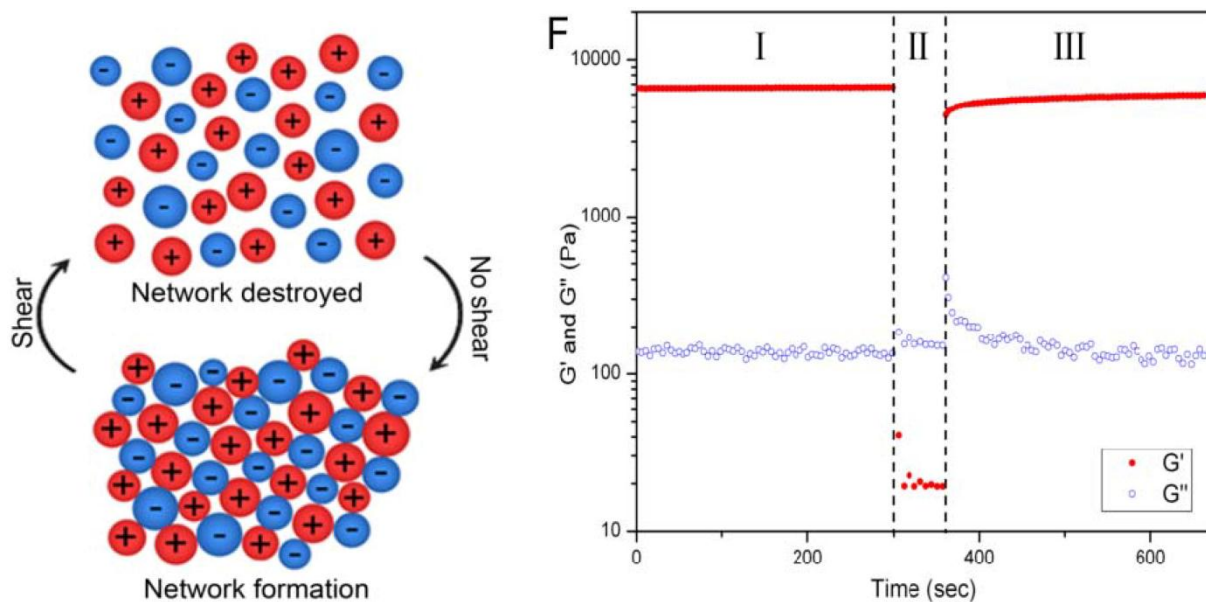 Network destroyed
Shear
No shear
Network formation
F
I
II
III
G' and G'' (Pa)
10000
1000
100
10
0
200
400
600
Time (sec)
G'
G''